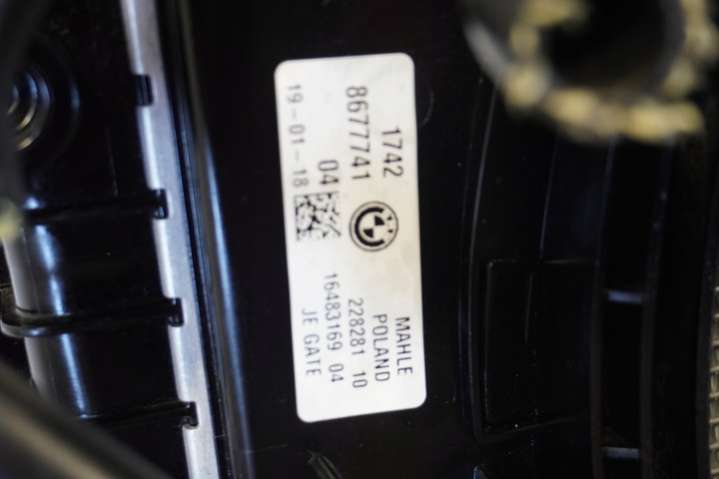 1742
8677741
04
19-01-18
MAHLE
POLAND
228281 10
16483169 04
JE GATE